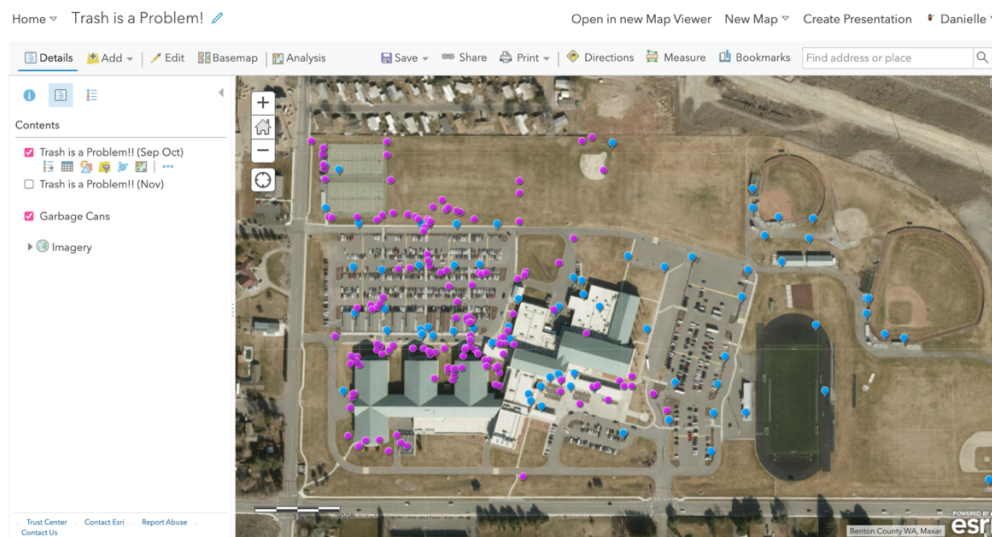 Home Trash is a Problem! Open in new Map Viewer New Map Create Presentation Danielle
Details Add Edit Basemap Analysis Save Share Print Directions Measure Bookmarks Find address or place
Contents
Trash is a Problem!! (Sep Oct)
Trash is a Problem!! (Nov)
Garbage Cans
Imagery
Trust Center Contact Esri Report Abuse
Contact Us
POWERED BY
esri
Benton County WA, Maxar